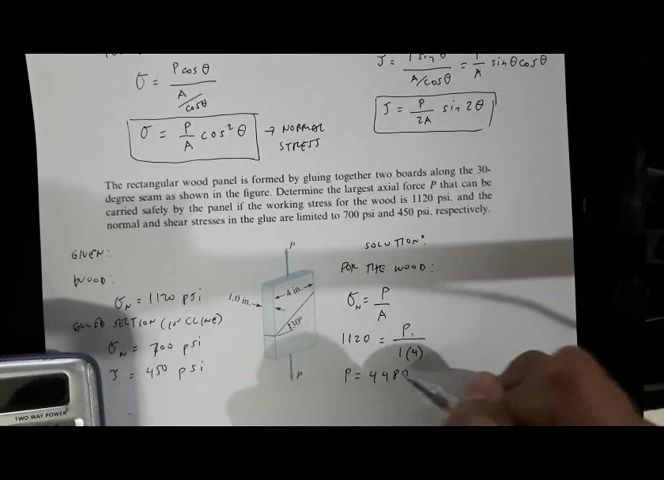 σ = P cos θ / A/cos θ
J = P sin θ / A/cos θ = P/A sin θ cos θ
σ = P/A cos² θ → NORMAL STRESS
J = P/2A sin 2θ
The rectangular wood panel is formed by gluing together two boards along the 30-
degree seam as shown in the figure. Determine the largest axial force P that can be
carried safely by the panel if the working stress for the wood is 1120 psi, and the
normal and shear stresses in the glue are limited to 700 psi and 450 psi, respectively.
GIVEN:
WOOD:
σN = 1120 psi
GLUED SECTION (INCLINE)
σN = 700 psi
J = 450 psi
P
4 in.
1.0 in.
30°
P
SOLUTION:
FOR THE WOOD:
σN = P/A
1120 = P/1(4)
P = 4480
TWO WAY POWER